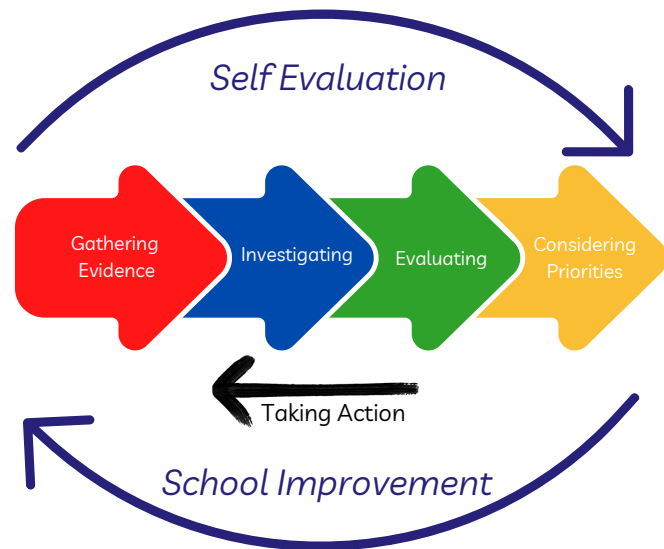 Self Evaluation
Gathering
Evidence
Investigating
Evaluating
Considering
Priorities
Taking Action
School Improvement